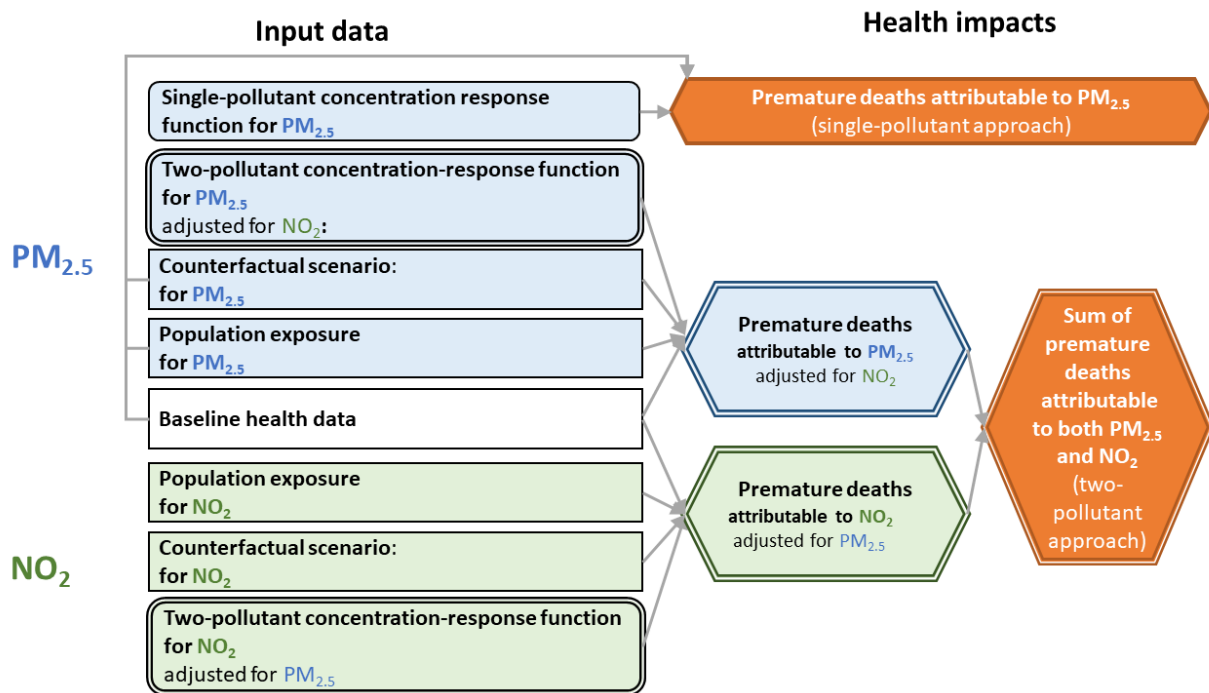 Input data
Health impacts
Single-pollutant concentration response
function for PM2.5
Premature deaths attributable to PM2.5
(single-pollutant approach)
Two-pollutant concentration-response function
for PM2.5
adjusted for NO2:
PM2.5
Counterfactual scenario:
for PM2.5
Population exposure
for PM2.5
Baseline health data
Premature deaths
attributable to PM2.5
adjusted for NO2
Sum of
premature
deaths
attributable
to both PM2.5
and NO2
(two-
pollutant
approach)
Population exposure
for NO2
Premature deaths
attributable to NO2
adjusted for PM2.5
NO2
Counterfactual scenario:
for NO2
Two-pollutant concentration-response function
for NO2
adjusted for PM2.5